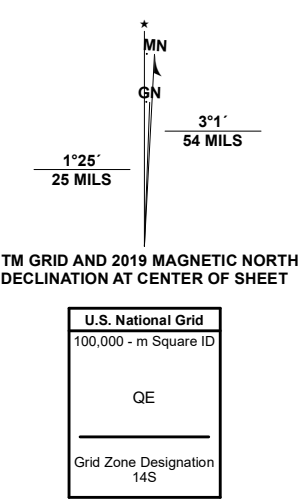 ★
MN
GN
3°1´
54 MILS
1°25´
25 MILS
TM GRID AND 2019 MAGNETIC NORTH
DECLINATION AT CENTER OF SHEET
U.S. National Grid
100,000 - m Square ID
QE
Grid Zone Designation
14S